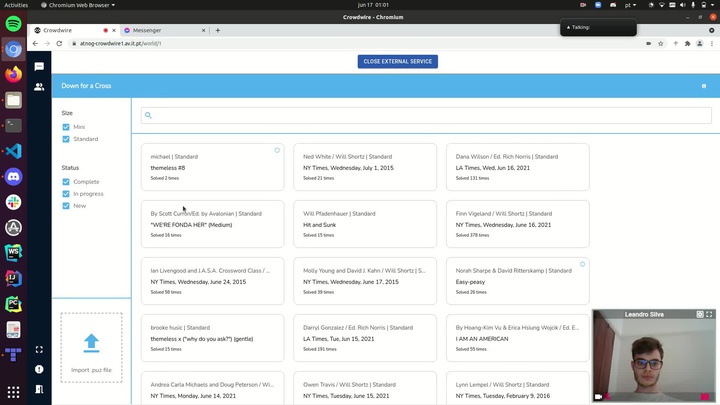 Activities
Chromium Web Browser
jun 17 01:01
pt
Crowdwire - Chromium
Talking:
Crowdwire
Messenger
atnog-crowdwire1.av.it.pt/world/1
CLOSE EXTERNAL SERVICE
Down for a Cross
Size
Mini
Standard
Status
Complete
In progress
New
Import .puz file
michael | Standard
themeless #8
Solved 2 times
Ned White / Will Shortz | Standard
NY Times, Wednesday, July 1, 2015
Solved 21 times
Dana Wilson / Ed. Rich Norris | Standard
LA Times, Wed, Jun 16, 2021
Solved 131 times
By Scott Curron/Ed. by Avalonian | Standard
"WE'RE FONDA HER" (Medium)
Solved 16 times
Will Pfadenhauer | Standard
Hit and Sunk
Solved 15 times
Finn Vigeland / Will Shortz | Standard
NY Times, Wednesday, June 16, 2021
Solved 378 times
Ian Livengood and J.A.S.A. Crossword Class / ...
NY Times, Wednesday, June 24, 2015
Solved 58 times
Molly Young and David J. Kahn / Will Shortz | S...
NY Times, Wednesday, June 17, 2015
Solved 39 times
Norah Sharpe & David Ritterskamp | Standard
Easy-peasy
Solved 26 times
brooke husic | Standard
themeless x ("why do you ask?") (gentle)
Solved 15 times
Darryl Gonzalez / Ed. Rich Norris | Standard
LA Times, Tue, Jun 15, 2021
Solved 191 times
By Hoang-Kim Vu & Erica Hsiung Wojcik / Ed. E...
I AM AN AMERICAN
Solved 55 times
Andrea Carla Michaels and Doug Peterson / Wi...
NY Times, Monday, June 14, 2021
Owen Travis / Will Shortz | Standard
NY Times, Tuesday, June 15, 2021
Lynn Lempel / Will Shortz | Standard
NY Times, Tuesday, February 9, 2016
Leandro Silva